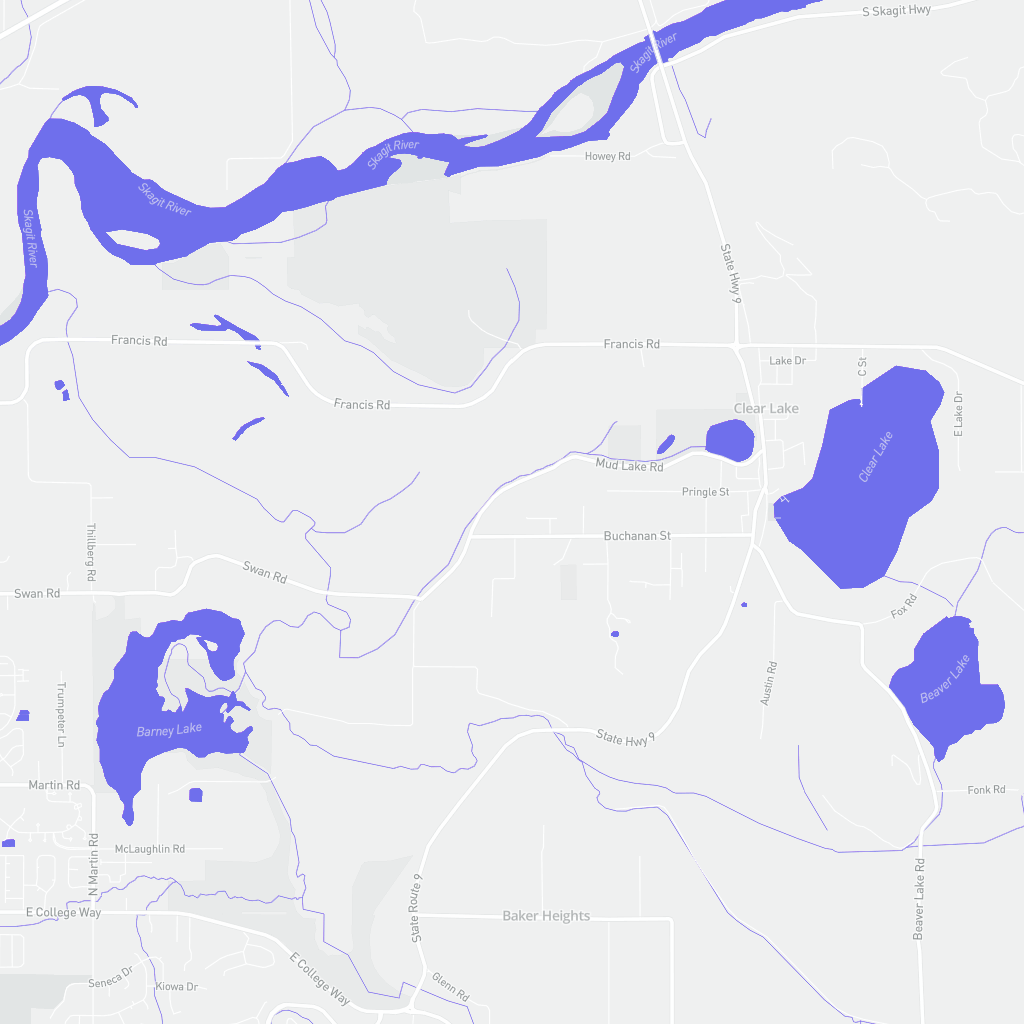 S Skagit Hwy
Skagit River
Skagit River
Howey Rd
Skagit River
Skagit River
State Hwy 9
Francis Rd
Francis Rd
Lake Dr
C St
E Lake Dr
Francis Rd
Clear Lake
Clear Lake
Mud Lake Rd
Pringle St
Buchanan St
Thillberg Rd
Swan Rd
Swan Rd
Fox Rd
Beaver Lake
Austin Rd
Trumpeter Ln
Barney Lake
State Hwy 9
Martin Rd
Fonk Rd
McLaughlin Rd
N Martin Rd
Beaver Lake Rd
State Route 9
E College Way
Baker Heights
E College Way
Seneca Dr
Kiowa Dr
Glenn Rd